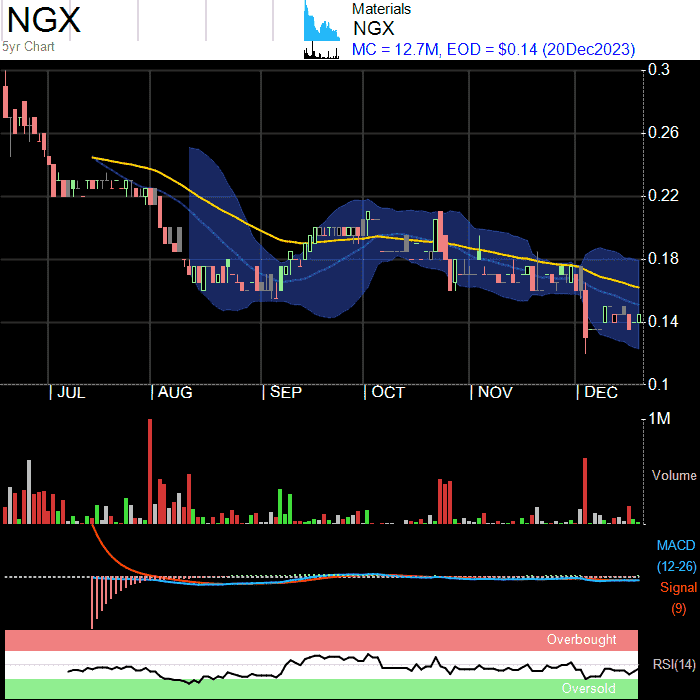 NGX
5yr Chart
Materials
NGX
MC = 12.7M, EOD = $0.14 (20Dec2023)
0.3
0.26
0.22
0.18
0.14
0.1
JUL
AUG
SEP
OCT
NOV
DEC
1M
Volume
MACD
(12-26)
Signal
(9)
Overbought
RSI(14)
Oversold